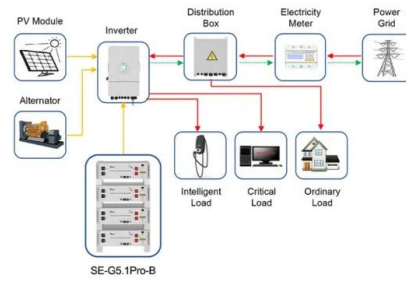 PV Module
Inverter
Distribution
Box
Electricity
Meter
Power
Grid
Alternator
Intelligent
Load
Critical
Load
Ordinary
Load
SE-G5.1Pro-B